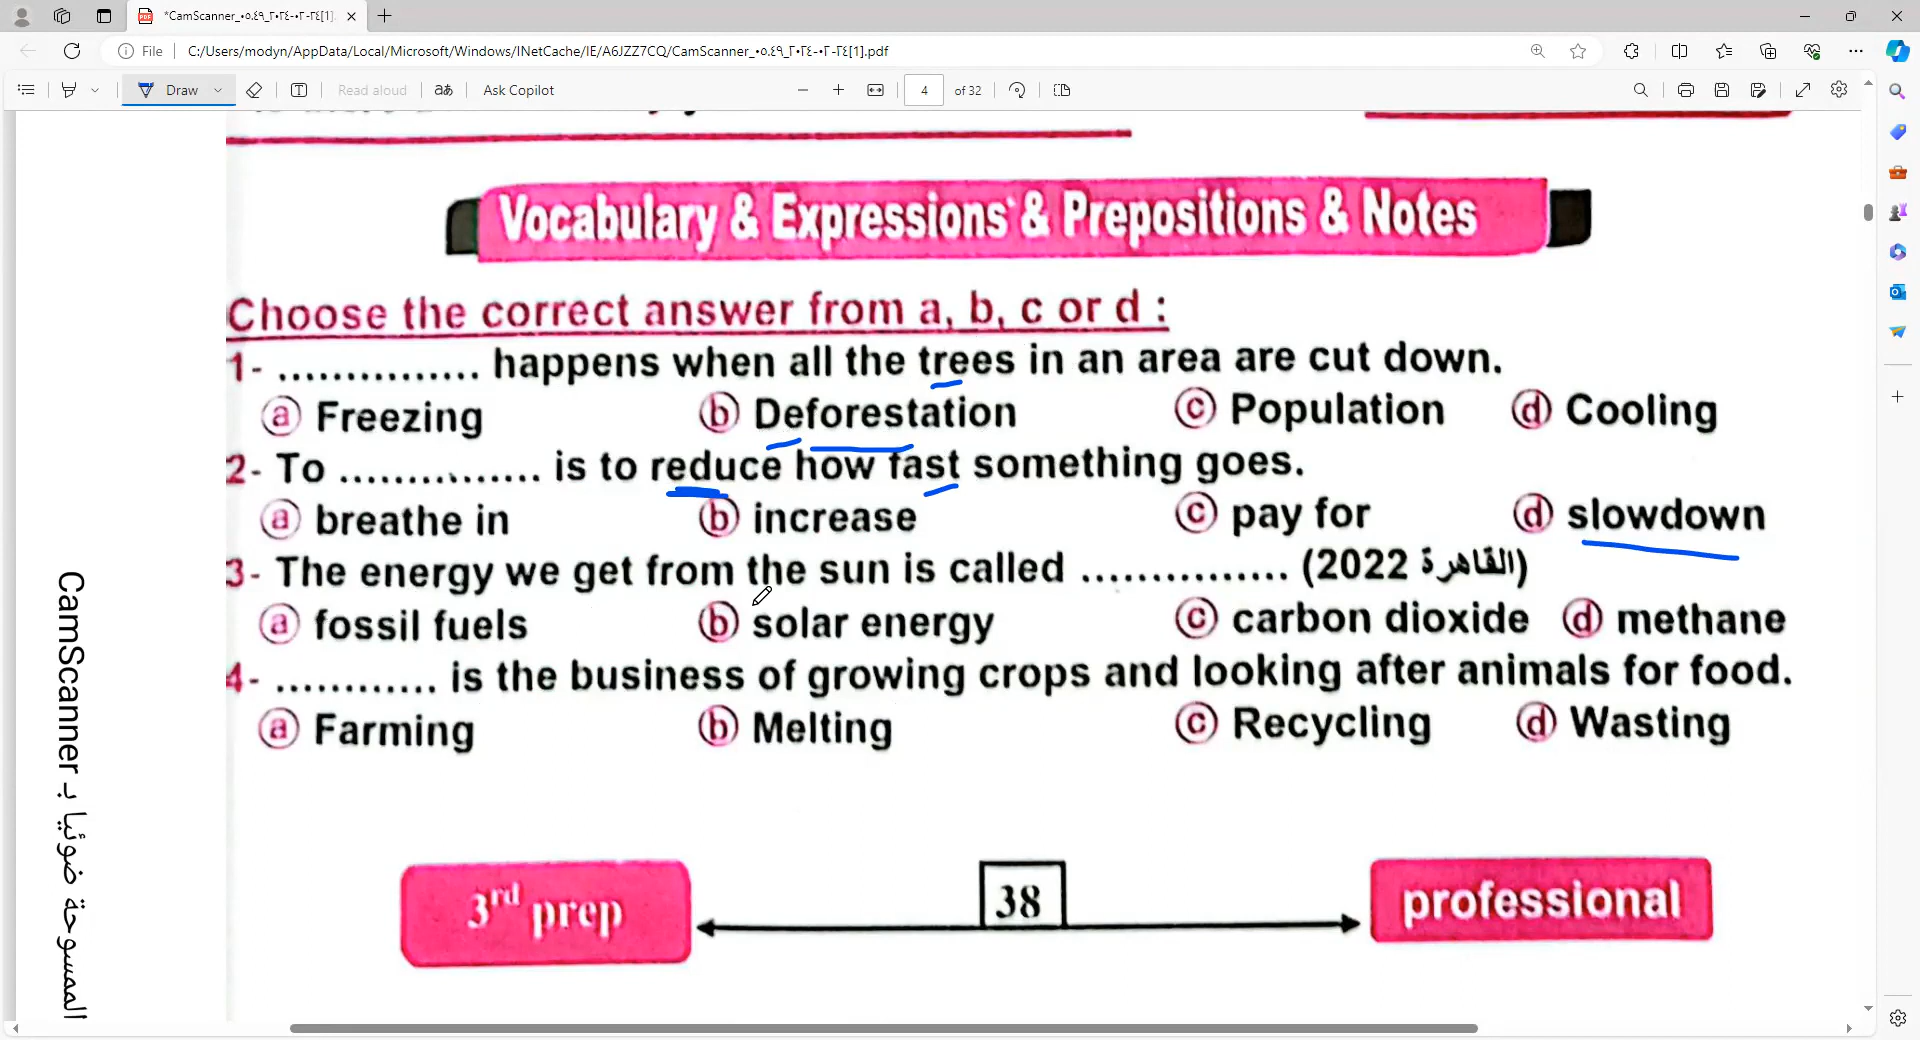 *CamScanner_٠٥.٤٩_٢٠٢٤-٠٢-٢٤[1].
File
C:/Users/modyn/AppData/Local/Microsoft/Windows/INetCache/IE/A6JZZ7CQ/CamScanner_٠٥.٤٩_٢٠٢٤-٠٢-٢٤[1].pdf
Draw
Read aloud
Ask Copilot
4 of 32
Vocabulary & Expressions & Prepositions & Notes
Choose the correct answer from a, b, c or d :
1- ............... happens when all the trees in an area are cut down.
ⓐ Freezing ⓑ Deforestation ⓒ Population ⓓ Cooling
2- To ............... is to reduce how fast something goes.
ⓐ breathe in ⓑ increase ⓒ pay for ⓓ slowdown
3- The energy we get from the sun is called ............... (القاهرة 2022)
ⓐ fossil fuels ⓑ solar energy ⓒ carbon dioxide ⓓ methane
4- ............ is the business of growing crops and looking after animals for food.
ⓐ Farming ⓑ Melting ⓒ Recycling ⓓ Wasting
3rd prep
38
professional
الممسوحة ضوئيا بـ CamScanner